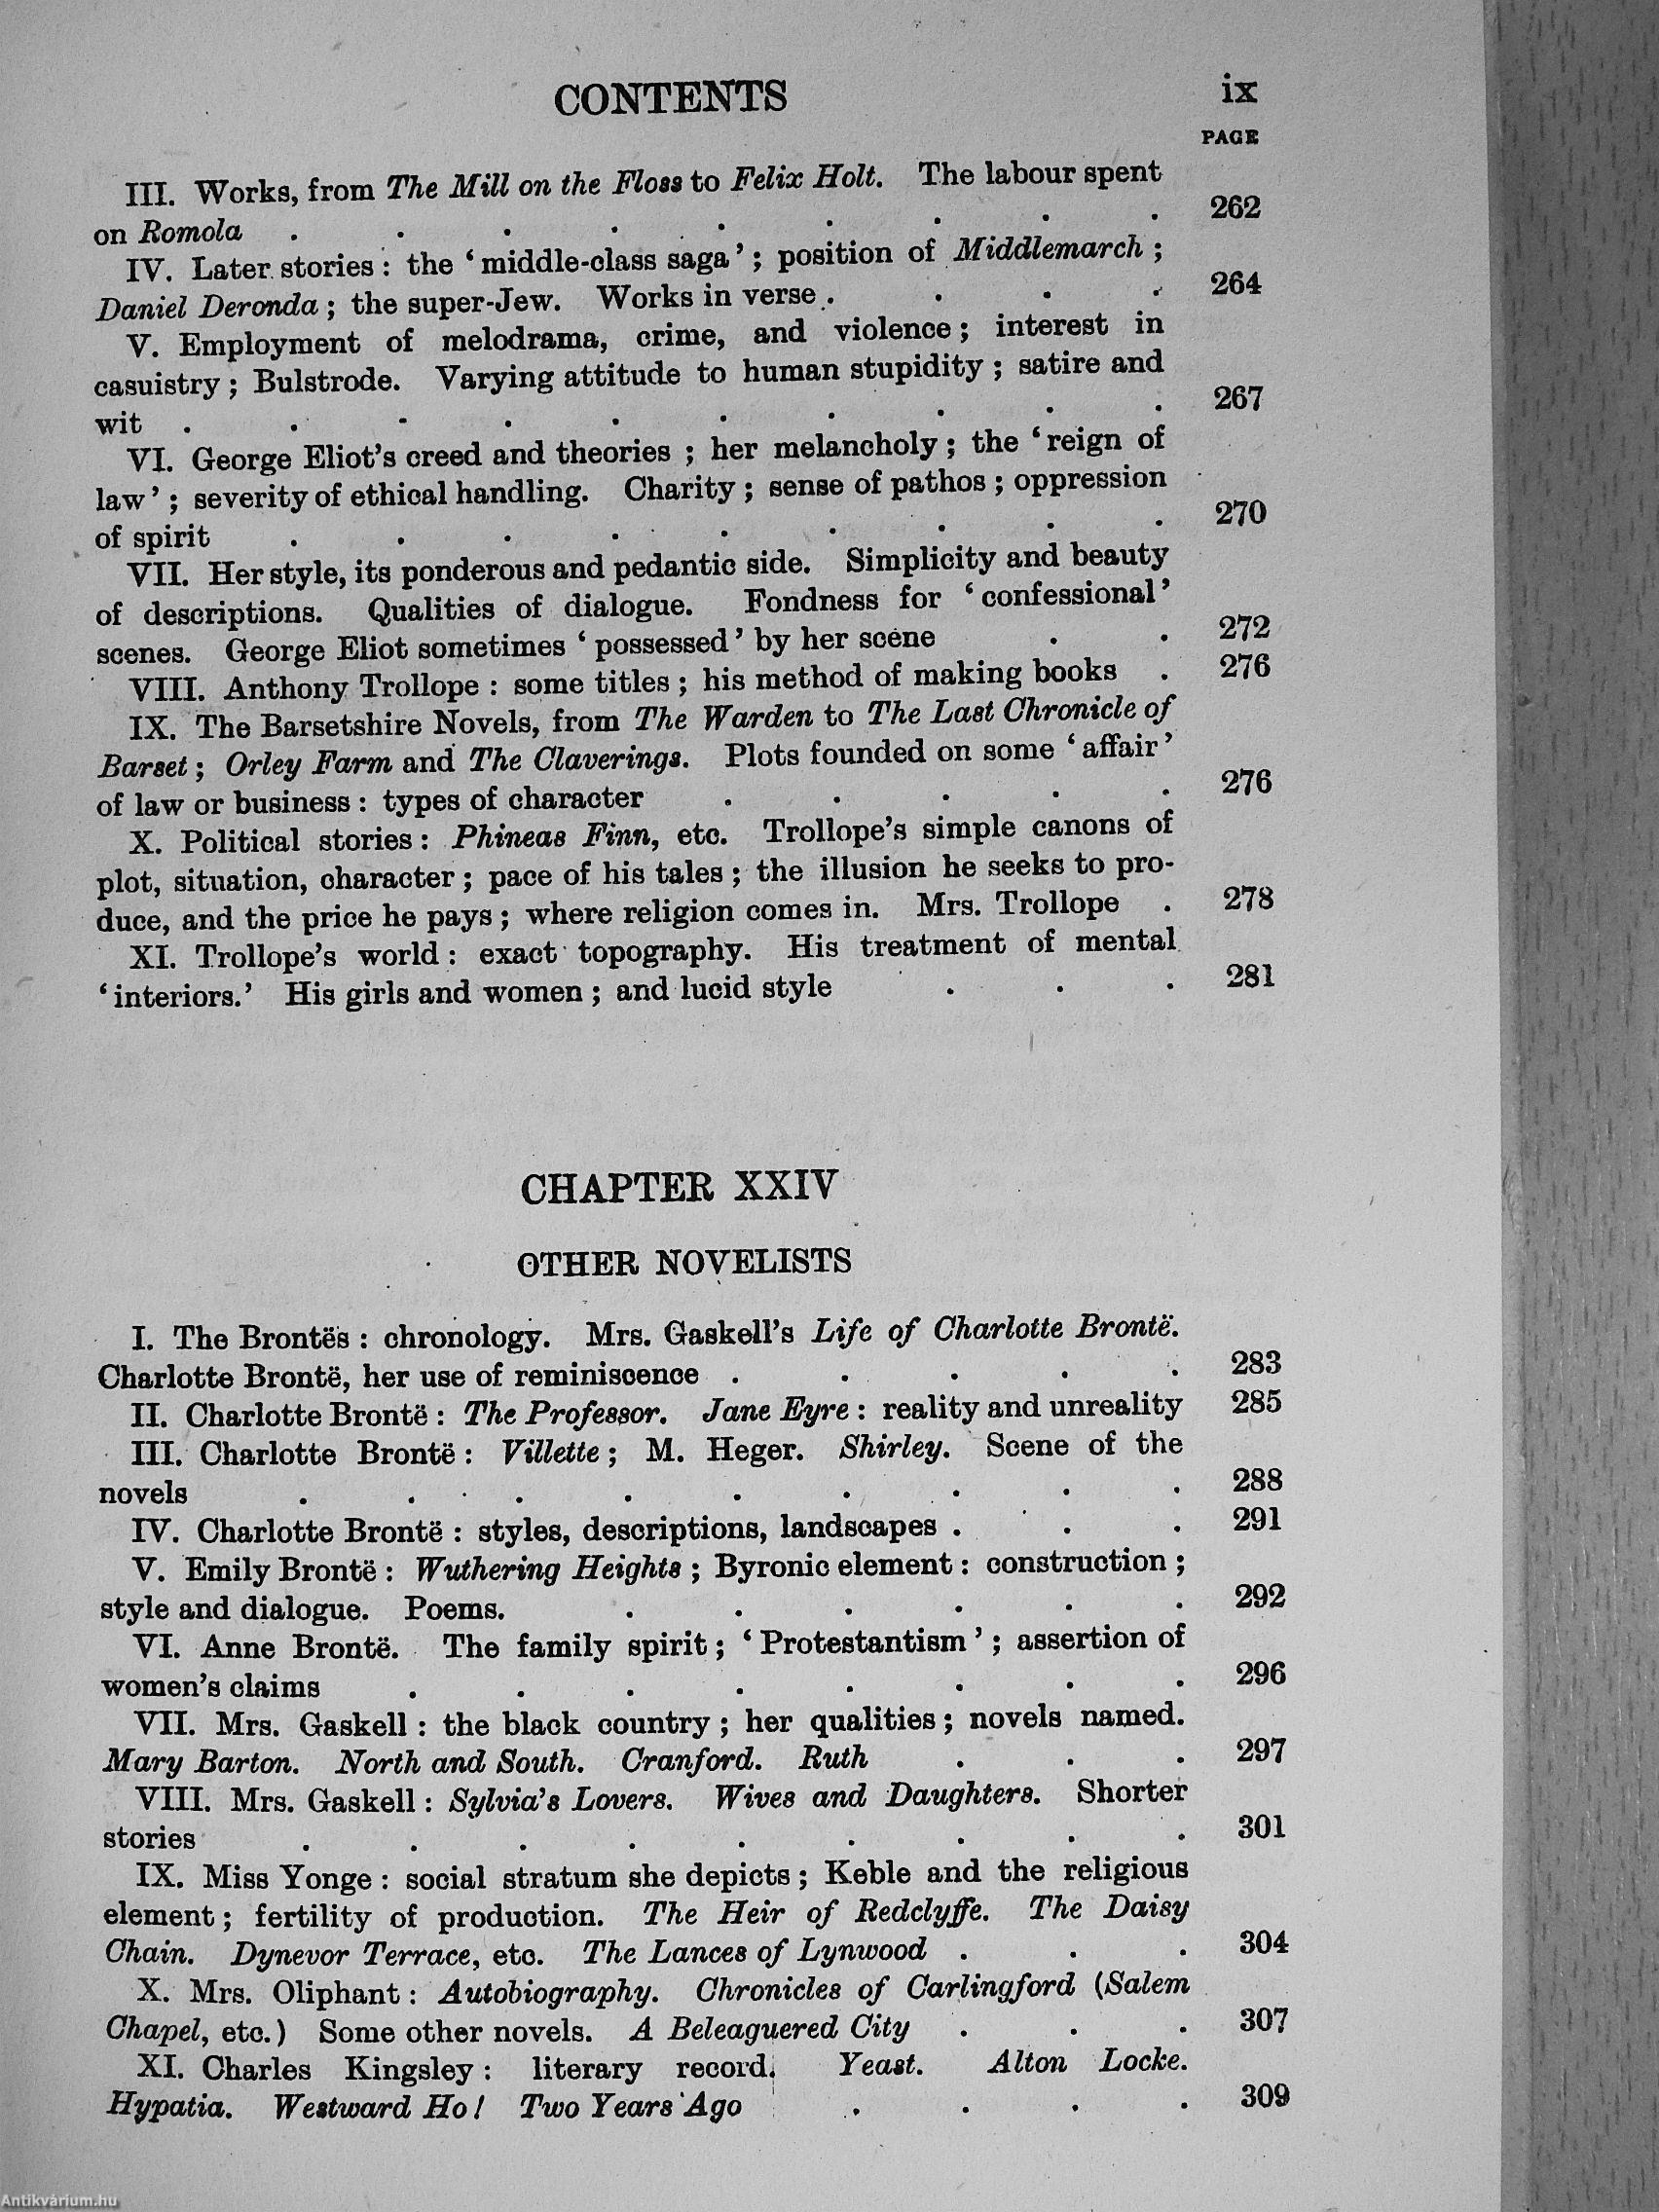 CONTENTS ix
PAGE
III. Works, from The Mill on the Floss to Felix Holt. The labour spent
on Romola . . . . . . . . . 262
IV. Later stories : the ‘ middle-class saga ’ ; position of Middlemarch ;
Daniel Deronda ; the super-Jew. Works in verse . . . . 264
V. Employment of melodrama, crime, and violence ; interest in
casuistry ; Bulstrode. Varying attitude to human stupidity ; satire and
wit . . . . . . . . . . 267
VI. George Eliot’s creed and theories ; her melancholy ; the ‘ reign of
law ’ ; severity of ethical handling. Charity ; sense of pathos ; oppression
of spirit . . . . . . . . . 270
VII. Her style, its ponderous and pedantic side. Simplicity and beauty
of descriptions. Qualities of dialogue. Fondness for ‘ confessional ’
scenes. George Eliot sometimes ‘ possessed ’ by her scene . . 272
VIII. Anthony Trollope : some titles ; his method of making books . 276
IX. The Barsetshire Novels, from The Warden to The Last Chronicle of
Barset ; Orley Farm and The Claverings. Plots founded on some ‘ affair ’
of law or business : types of character . . . . . 276
X. Political stories : Phineas Finn, etc. Trollope’s simple canons of
plot, situation, character ; pace of his tales ; the illusion he seeks to pro-
duce, and the price he pays ; where religion comes in. Mrs. Trollope . 278
XI. Trollope’s world : exact topography. His treatment of mental
‘ interiors.’ His girls and women ; and lucid style . . . 281
CHAPTER XXIV
OTHER NOVELISTS
I. The Brontës : chronology. Mrs. Gaskell’s Life of Charlotte Brontë.
Charlotte Brontë, her use of reminiscence . . . . . 283
II. Charlotte Brontë : The Professor. Jane Eyre : reality and unreality 285
III. Charlotte Brontë : Villette ; M. Heger. Shirley. Scene of the
novels . . . . . . . . . 288
IV. Charlotte Brontë : styles, descriptions, landscapes . . . 291
V. Emily Brontë : Wuthering Heights ; Byronic element : construction ;
style and dialogue. Poems. . . . . . . 292
VI. Anne Brontë. The family spirit ; ‘ Protestantism ’ ; assertion of
women’s claims . . . . . . . . 296
VII. Mrs. Gaskell : the black country ; her qualities ; novels named.
Mary Barton. North and South. Cranford. Ruth . . . 297
VIII. Mrs. Gaskell : Sylvia’s Lovers. Wives and Daughters. Shorter
stories . . . . . . . . . 301
IX. Miss Yonge : social stratum she depicts ; Keble and the religious
element ; fertility of production. The Heir of Redclyffe. The Daisy
Chain. Dynevor Terrace, etc. The Lances of Lynwood . . . 304
X. Mrs. Oliphant : Autobiography. Chronicles of Carlingford (Salem
Chapel, etc.) Some other novels. A Beleaguered City . . . 307
XI. Charles Kingsley : literary record. Yeast. Alton Locke.
Hypatia. Westward Ho ! Two Years Ago . . . . 309
Antikvárium.hu